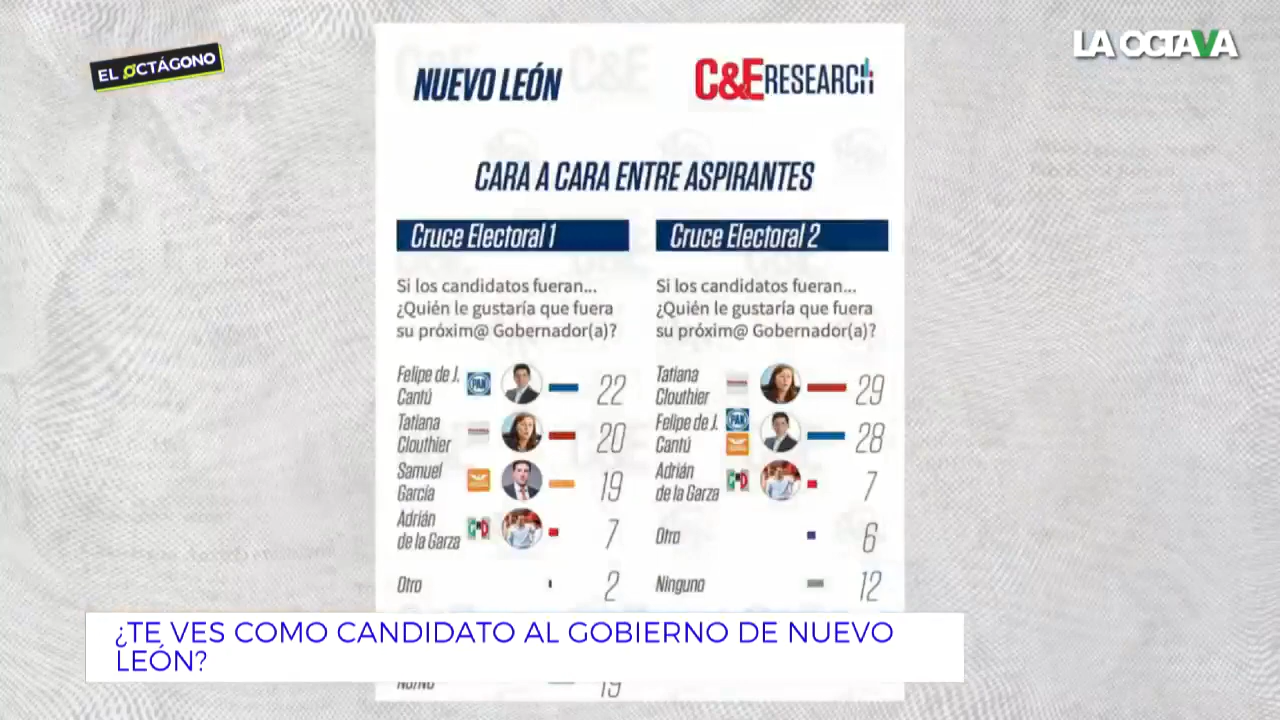 EL OCTÁGONO
LA OCTAVA
NUEVO LEÓN
C&E RESEARCH
CARA A CARA ENTRE ASPIRANTES
Cruce Electoral 1
Si los candidatos fueran...
¿Quién le gustaría que fuera
su próxim@ Gobernador(a)?
Felipe de J.
Cantú
PAN
22
Tatiana
Clouthier
20
Samuel
García
19
Adrián
de la Garza
PRD
7
Otro
2
Cruce Electoral 2
Si los candidatos fueran...
¿Quién le gustaría que fuera
su próxim@ Gobernador(a)?
Tatiana
Clouthier
29
Felipe de J.
Cantú
PAN
28
Adrián
de la Garza
7
Otro
6
Ninguno
12
¿TE VES COMO CANDIDATO AL GOBIERNO DE NUEVO
LEÓN?
19